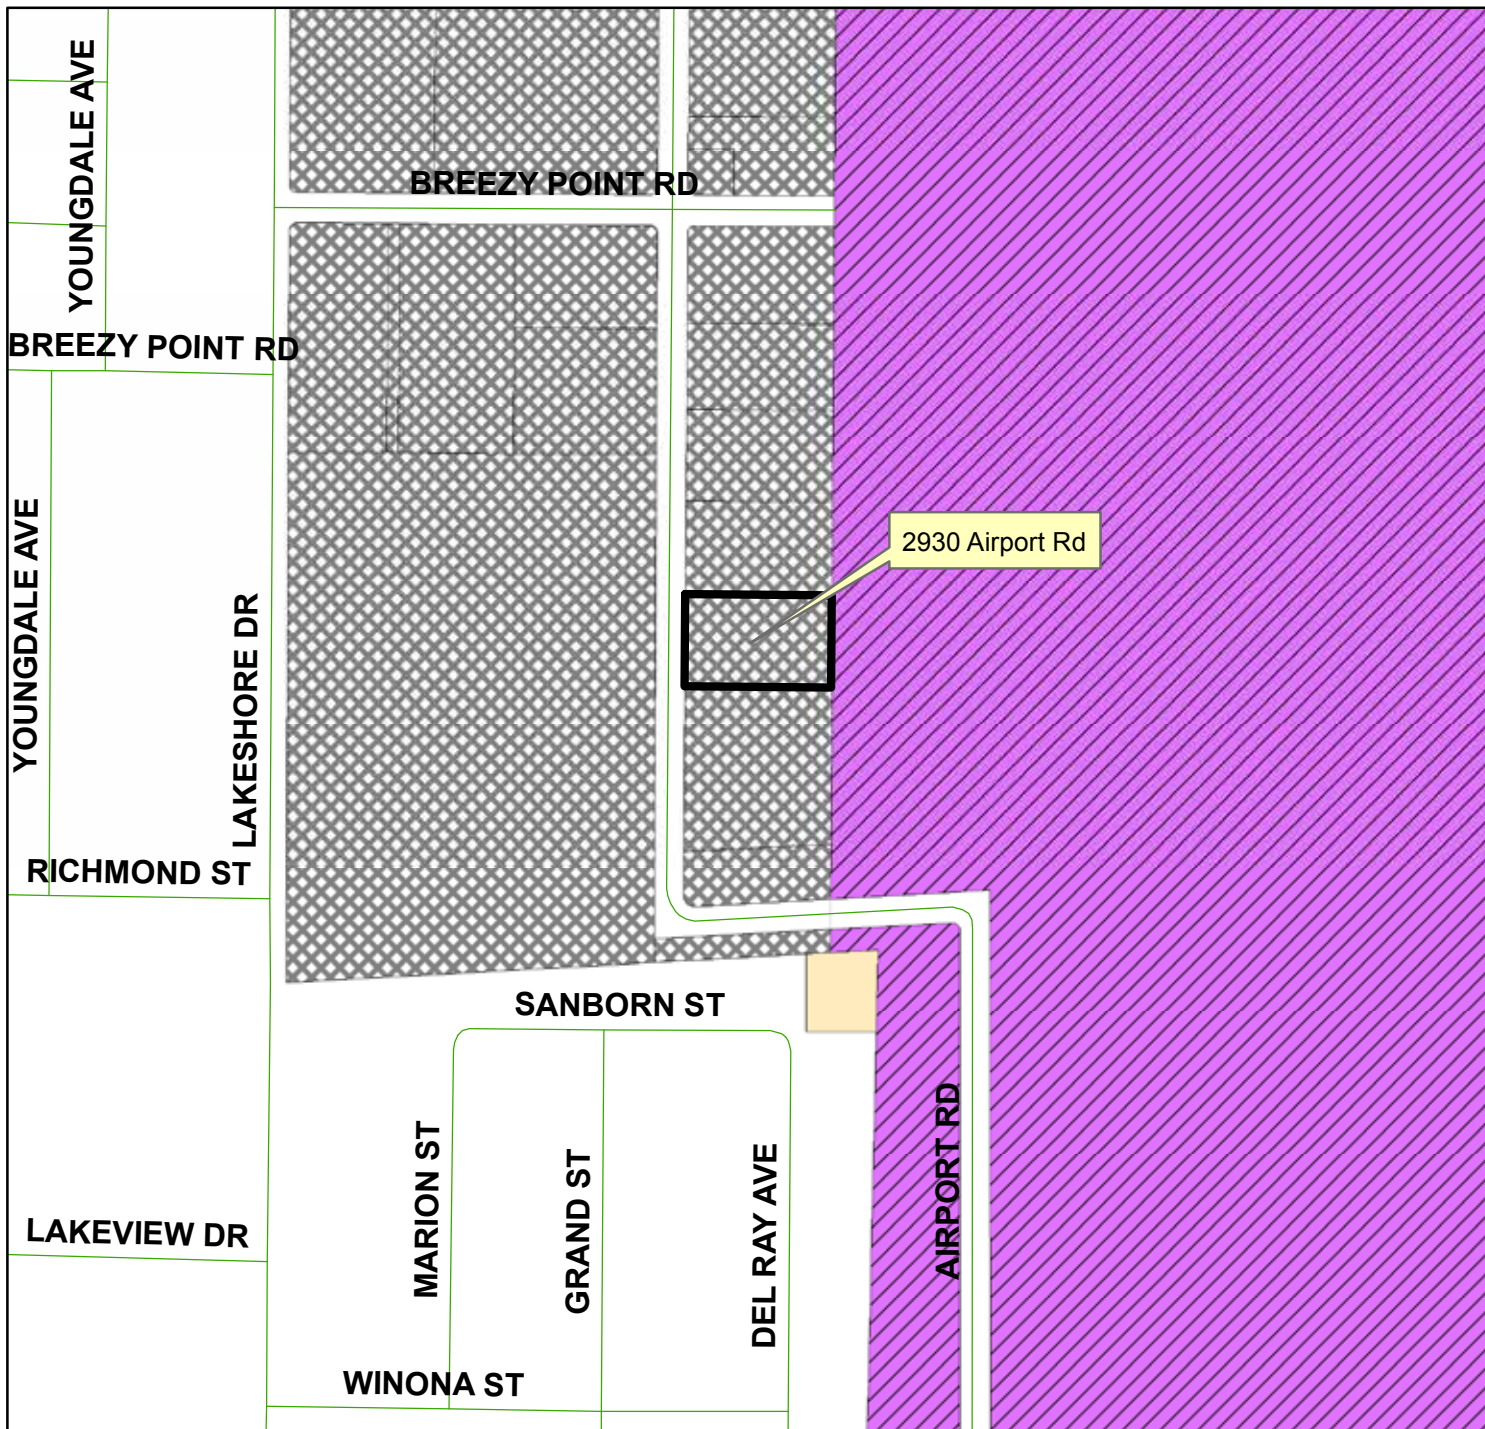 YOUNGDALE AVE
BREEZY POINT RD
BREEZY POINT RD
YOUNGDALE AVE
2930 Airport Rd
LAKESHORE DR
RICHMOND ST
SANBORN ST
MARION ST
GRAND ST
DEL RAY AVE
AIRPORT RD
LAKEVIEW DR
WINONA ST